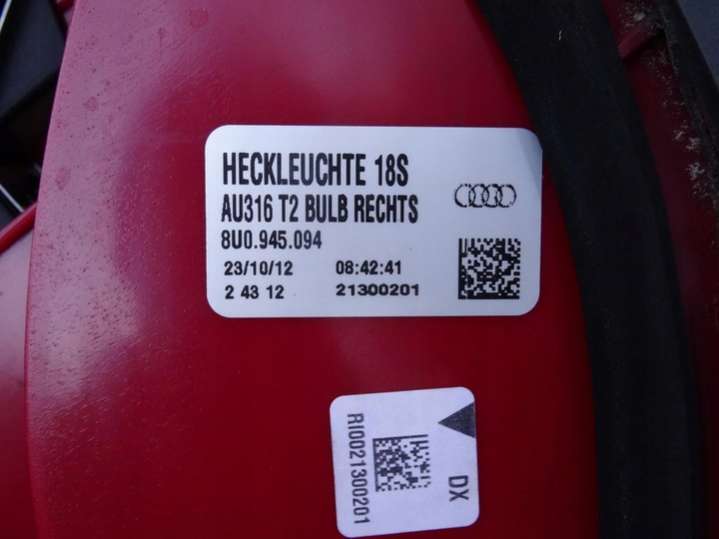 HECKLEUCHTE 18S
AU316 T2 BULB RECHTS
8U0.945.094
23/10/12 08:42:41
2 43 12 21300201
DX
RI0021300201